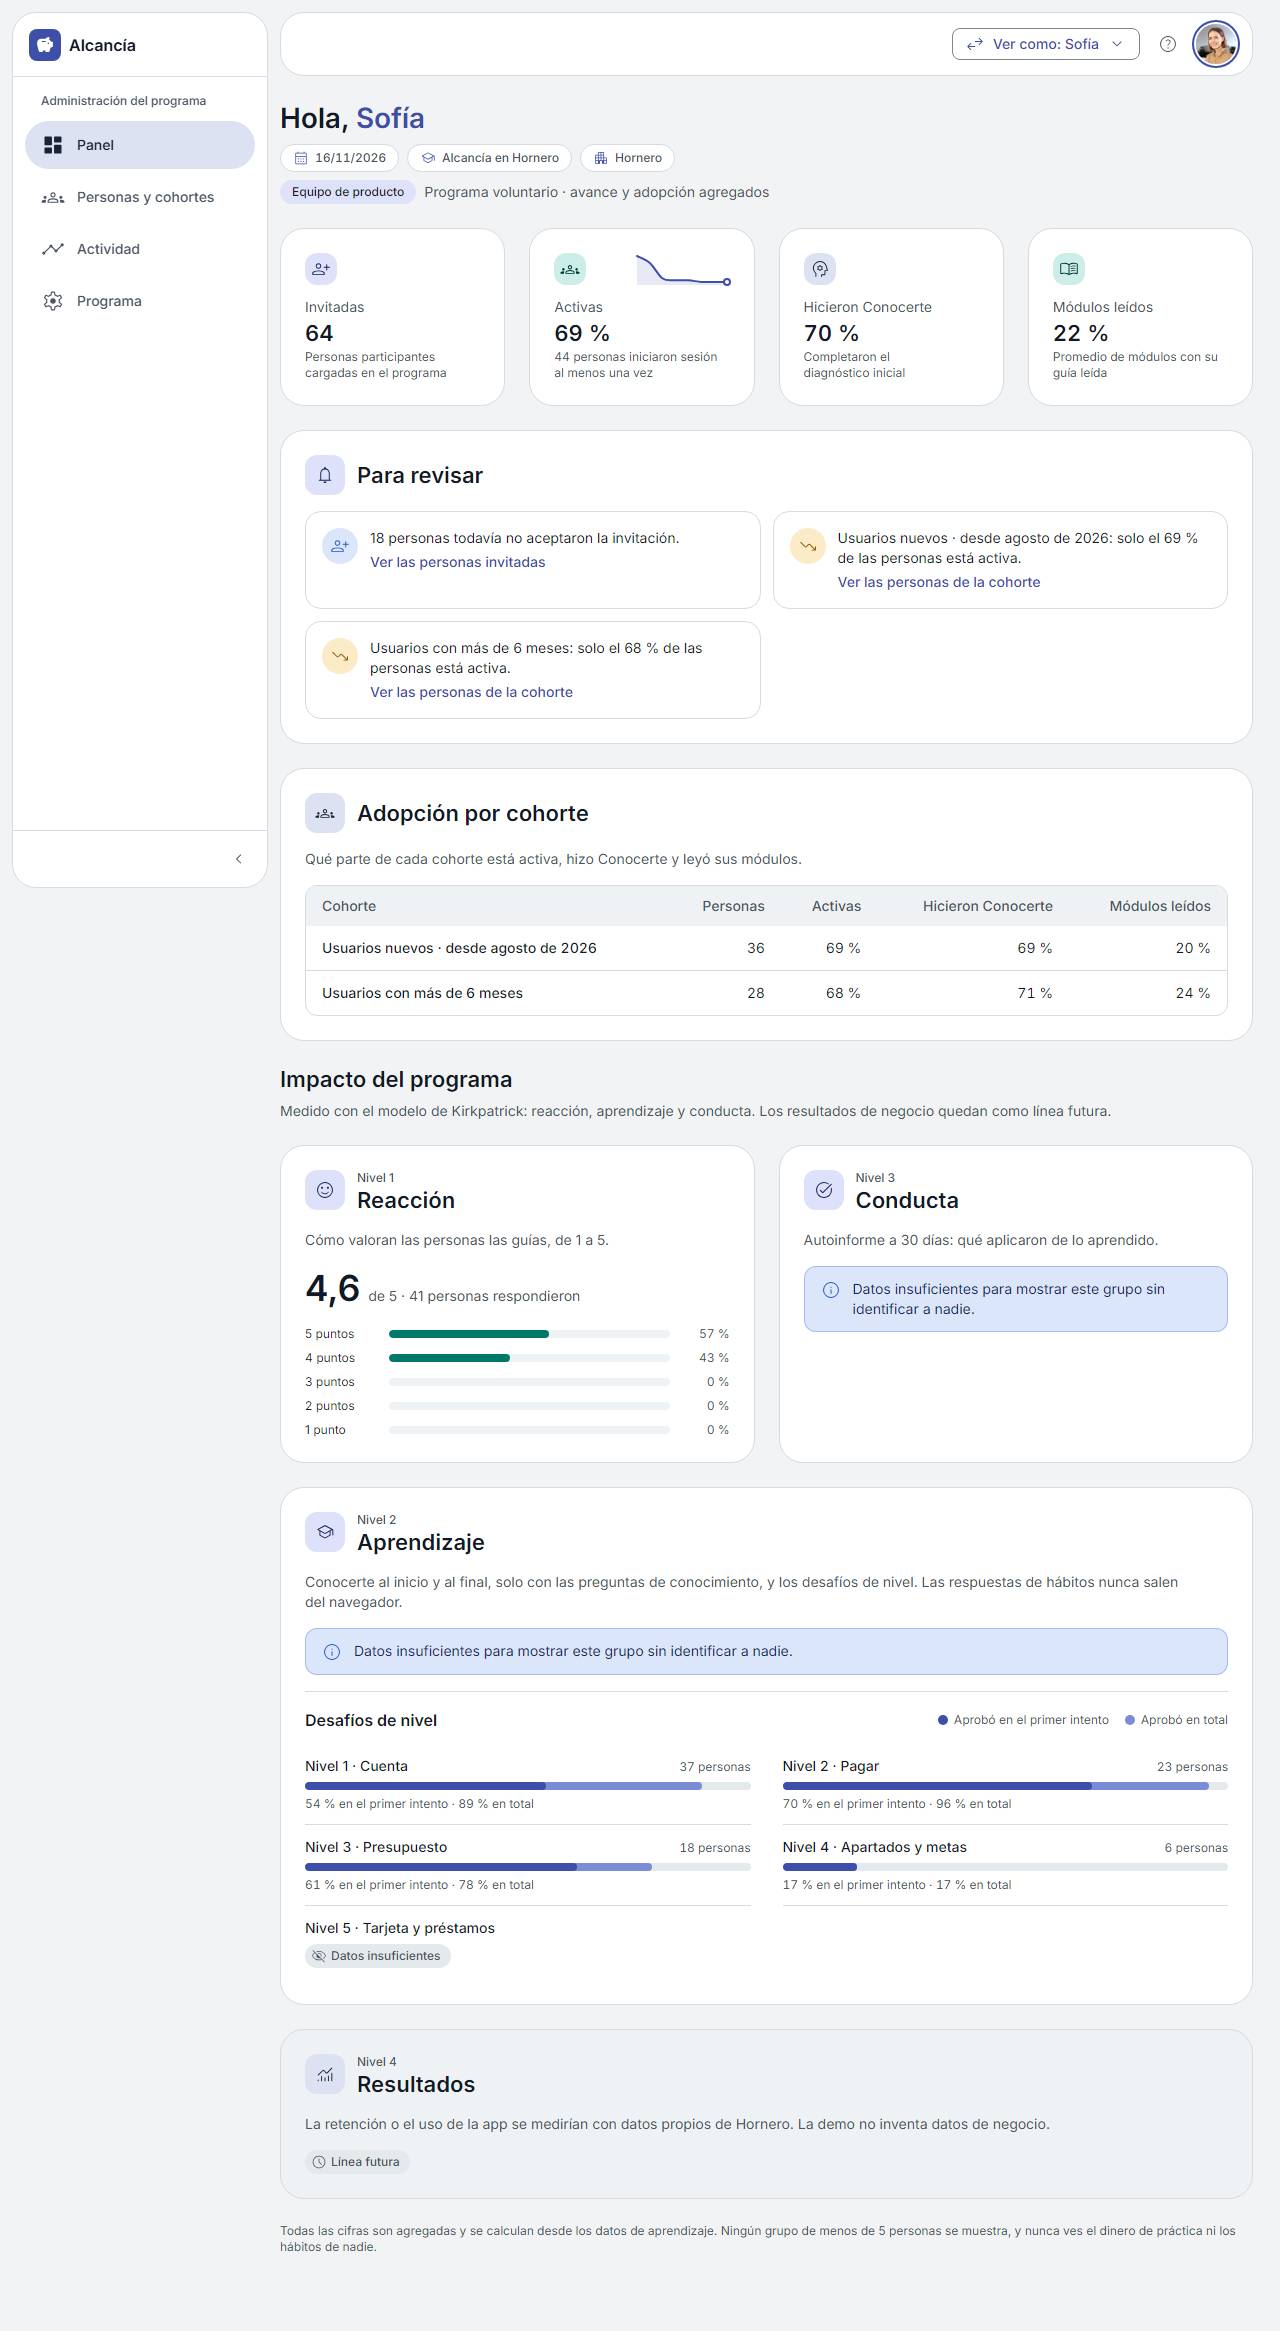 Alcancía
Administración del programa
Panel
Personas y cohortes
Actividad
Programa
Ver como: Sofía
Hola, Sofía
16/11/2026
Alcancía en Hornero
Hornero
Equipo de producto
Programa voluntario · avance y adopción agregados
Invitadas
64
Personas participantes
cargadas en el programa
Activas
69 %
44 personas iniciaron sesión
al menos una vez
Hicieron Conocerte
70 %
Completaron el
diagnóstico inicial
Módulos leídos
22 %
Promedio de módulos con su
guía leída
Para revisar
18 personas todavía no aceptaron la invitación.
Ver las personas invitadas
Usuarios nuevos · desde agosto de 2026: solo el 69 %
de las personas está activa.
Ver las personas de la cohorte
Usuarios con más de 6 meses: solo el 68 % de las
personas está activa.
Ver las personas de la cohorte
Adopción por cohorte
Qué parte de cada cohorte está activa, hizo Conocerte y leyó sus módulos.
Cohorte Personas Activas Hicieron Conocerte Módulos leídos
Usuarios nuevos · desde agosto de 2026 36 69 % 69 % 20 %
Usuarios con más de 6 meses 28 68 % 71 % 24 %
Impacto del programa
Medido con el modelo de Kirkpatrick: reacción, aprendizaje y conducta. Los resultados de negocio quedan como línea futura.
Nivel 1
Reacción
Cómo valoran las personas las guías, de 1 a 5.
4,6 de 5 · 41 personas respondieron
5 puntos 57 %
4 puntos 43 %
3 puntos 0 %
2 puntos 0 %
1 punto 0 %
Nivel 3
Conducta
Autoinforme a 30 días: qué aplicaron de lo aprendido.
Datos insuficientes para mostrar este grupo sin
identificar a nadie.
Nivel 2
Aprendizaje
Conocerte al inicio y al final, solo con las preguntas de conocimiento, y los desafíos de nivel. Las respuestas de hábitos nunca salen
del navegador.
Datos insuficientes para mostrar este grupo sin identificar a nadie.
Desafíos de nivel
Aprobó en el primer intento
Aprobó en total
Nivel 1 · Cuenta 37 personas
54 % en el primer intento · 89 % en total
Nivel 2 · Pagar 23 personas
70 % en el primer intento · 96 % en total
Nivel 3 · Presupuesto 18 personas
61 % en el primer intento · 78 % en total
Nivel 4 · Apartados y metas 6 personas
17 % en el primer intento · 17 % en total
Nivel 5 · Tarjeta y préstamos
Datos insuficientes
Nivel 4
Resultados
La retención o el uso de la app se medirían con datos propios de Hornero. La demo no inventa datos de negocio.
Línea futura
Todas las cifras son agregadas y se calculan desde los datos de aprendizaje. Ningún grupo de menos de 5 personas se muestra, y nunca ves el dinero de práctica ni los
hábitos de nadie.